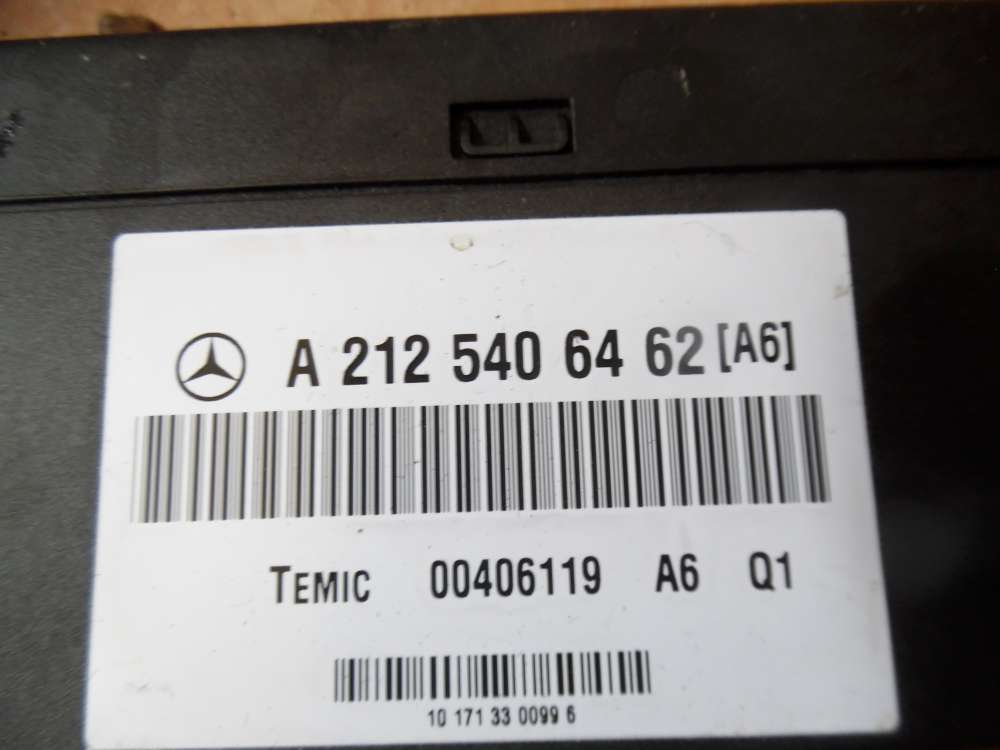 A 212 540 64 62 [A6]
TEMIC 00406119 A6 Q1
10 171 33 0099 6